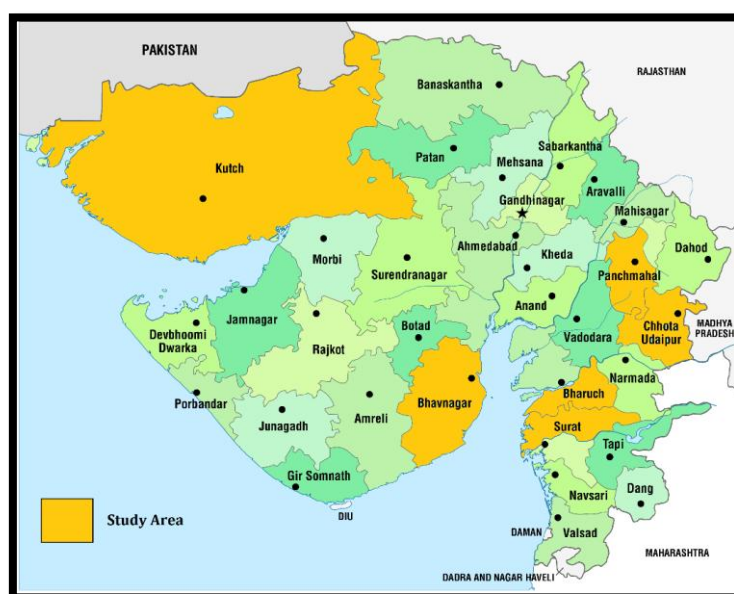 PAKISTAN
RAJASTHAN
Banaskantha
Patan
Sabarkantha
Mehsana
Kutch
Aravalli
Gandhinagar
Mahisagar
Ahmedabad
Morbi
Kheda
Dahod
Surendranagar
Panchmahal
Anand
Jamnagar
Chhota
Udaipur
MADHYA
PRADESH
Botad
Vadodara
Devbhoomi
Dwarka
Rajkot
Narmada
Bharuch
Porbandar
Bhavnagar
Amreli
Junagadh
Surat
Tapi
Gir Somnath
Dang
Navsari
DIU
Study Area
DAMAN
Valsad
MAHARASHTRA
DADRA AND NAGAR HAVELI